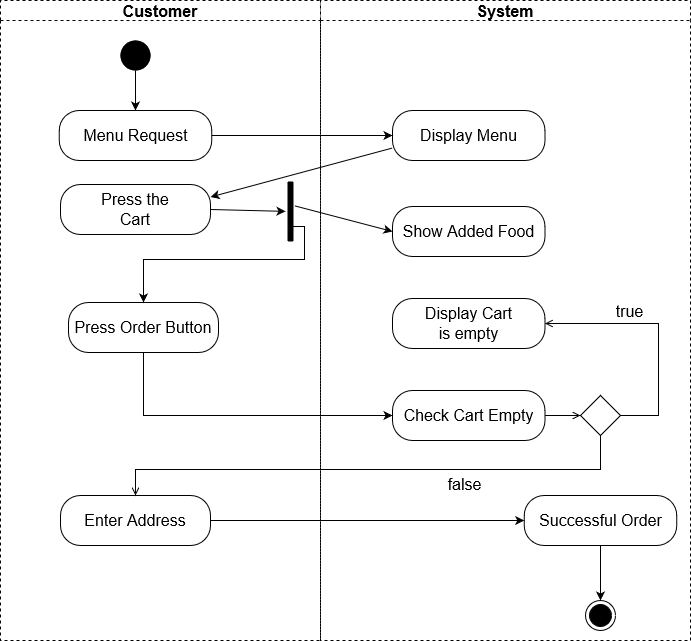 Customer
System
Menu Request
Display Menu
Press the
Cart
Show Added Food
Press Order Button
Display Cart
is empty
true
Check Cart Empty
false
Enter Address
Successful Order